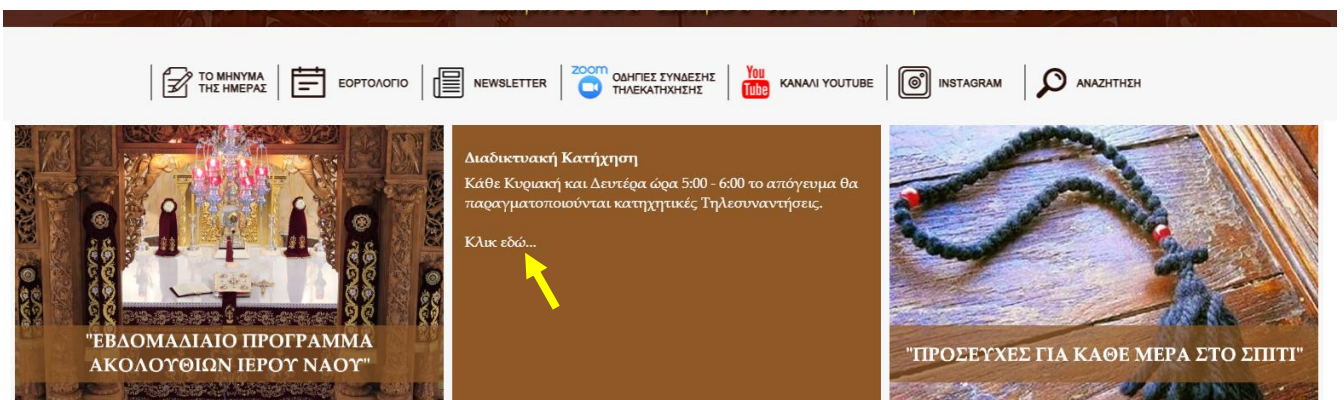 ΤΟ ΜΗΝΥΜΑ
ΤΗΣ ΗΜΕΡΑΣ
ΕΟΡΤΟΛΟΓΙΟ
NEWSLETTER
zoom
ΟΔΗΓΙΕΣ ΣΥΝΔΕΣΗΣ
ΤΗΛΕΚΑΤΗΧΗΣΗΣ
You
Tube
ΚΑΝΑΛΙ YOUTUBE
INSTAGRAM
ΑΝΑΖΗΤΗΣΗ
"ΕΒΔΟΜΑΔΙΑΙΟ ΠΡΟΓΡΑΜΜΑ
ΑΚΟΛΟΥΘΙΩΝ ΙΕΡΟΥ ΝΑΟΥ"
Διαδικτυακή Κατήχηση
Κάθε Κυριακή και Δευτέρα ώρα 5:00 - 6:00 το απόγευμα θα
παραγματοποιούνται κατηχητικές Τηλεσυναντήσεις.
Κλικ εδώ...
"ΠΡΟΣΕΥΧΕΣ ΓΙΑ ΚΑΘΕ ΜΕΡΑ ΣΤΟ ΣΠΙΤΙ"